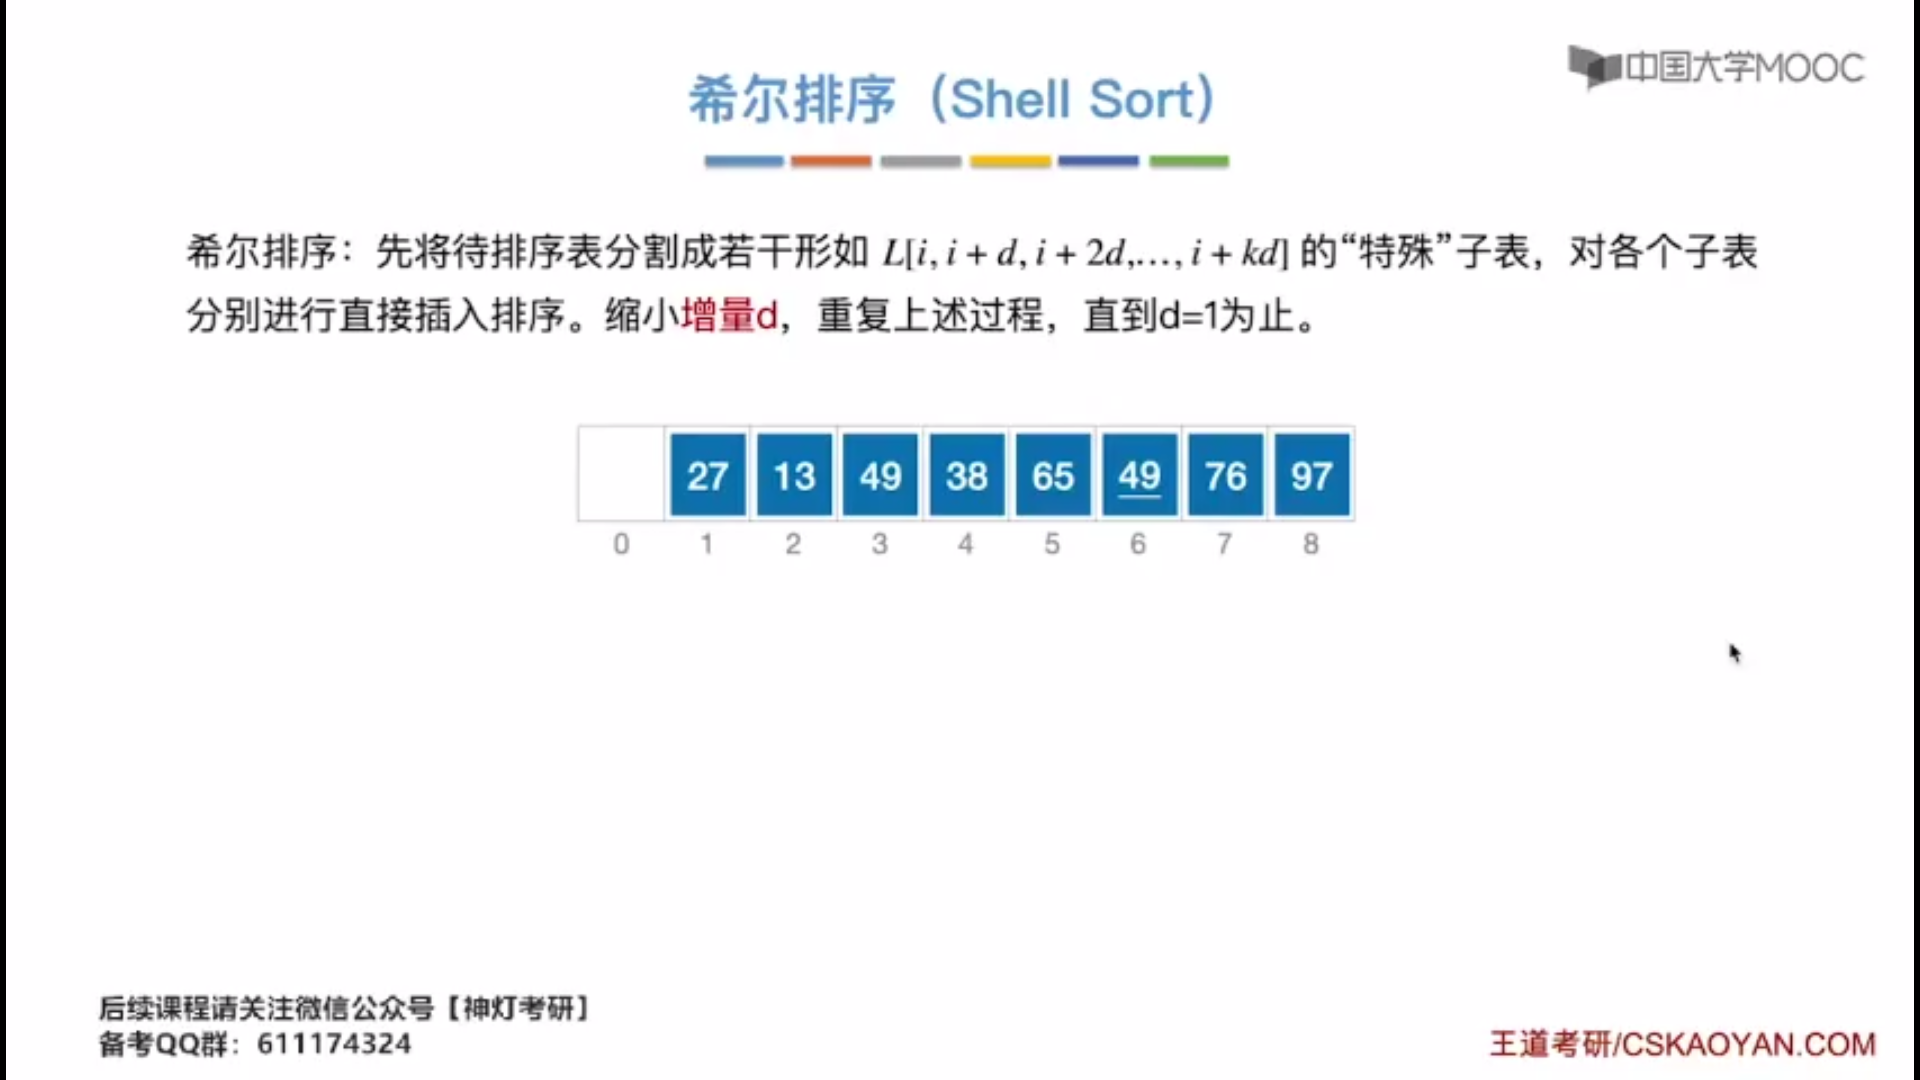 中国大学MOOC
希尔排序（Shell Sort）
希尔排序：先将待排序表分割成若干形如 L[i, i + d, i + 2d,…, i + kd] 的“特殊”子表，对各个子表
分别进行直接插入排序。缩小增量d，重复上述过程，直到d=1为止。
27 13 49 38 65 49 76 97
0 1 2 3 4 5 6 7 8
后续课程请关注微信公众号【神灯考研】
备考QQ群：611174324
王道考研/CSKAOYAN.COM